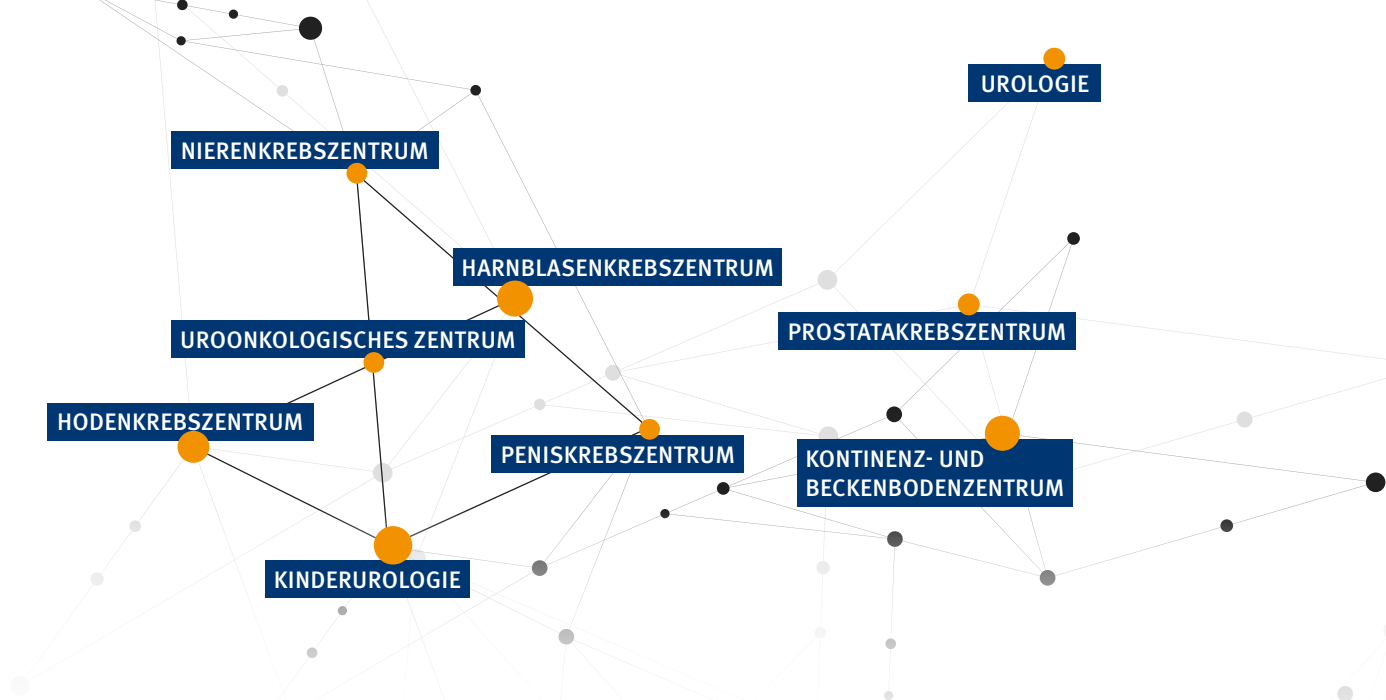 UROLOGIE
NIERENKREBSZENTRUM
HARNBLASENKREBSZENTRUM
PROSTATAKREBSZENTRUM
UROONKOLOGISCHES ZENTRUM
HODENKREBSZENTRUM
PENISKREBSZENTRUM
KONTINENZ- UND
BECKENBODENZENTRUM
KINDERUROLOGIE